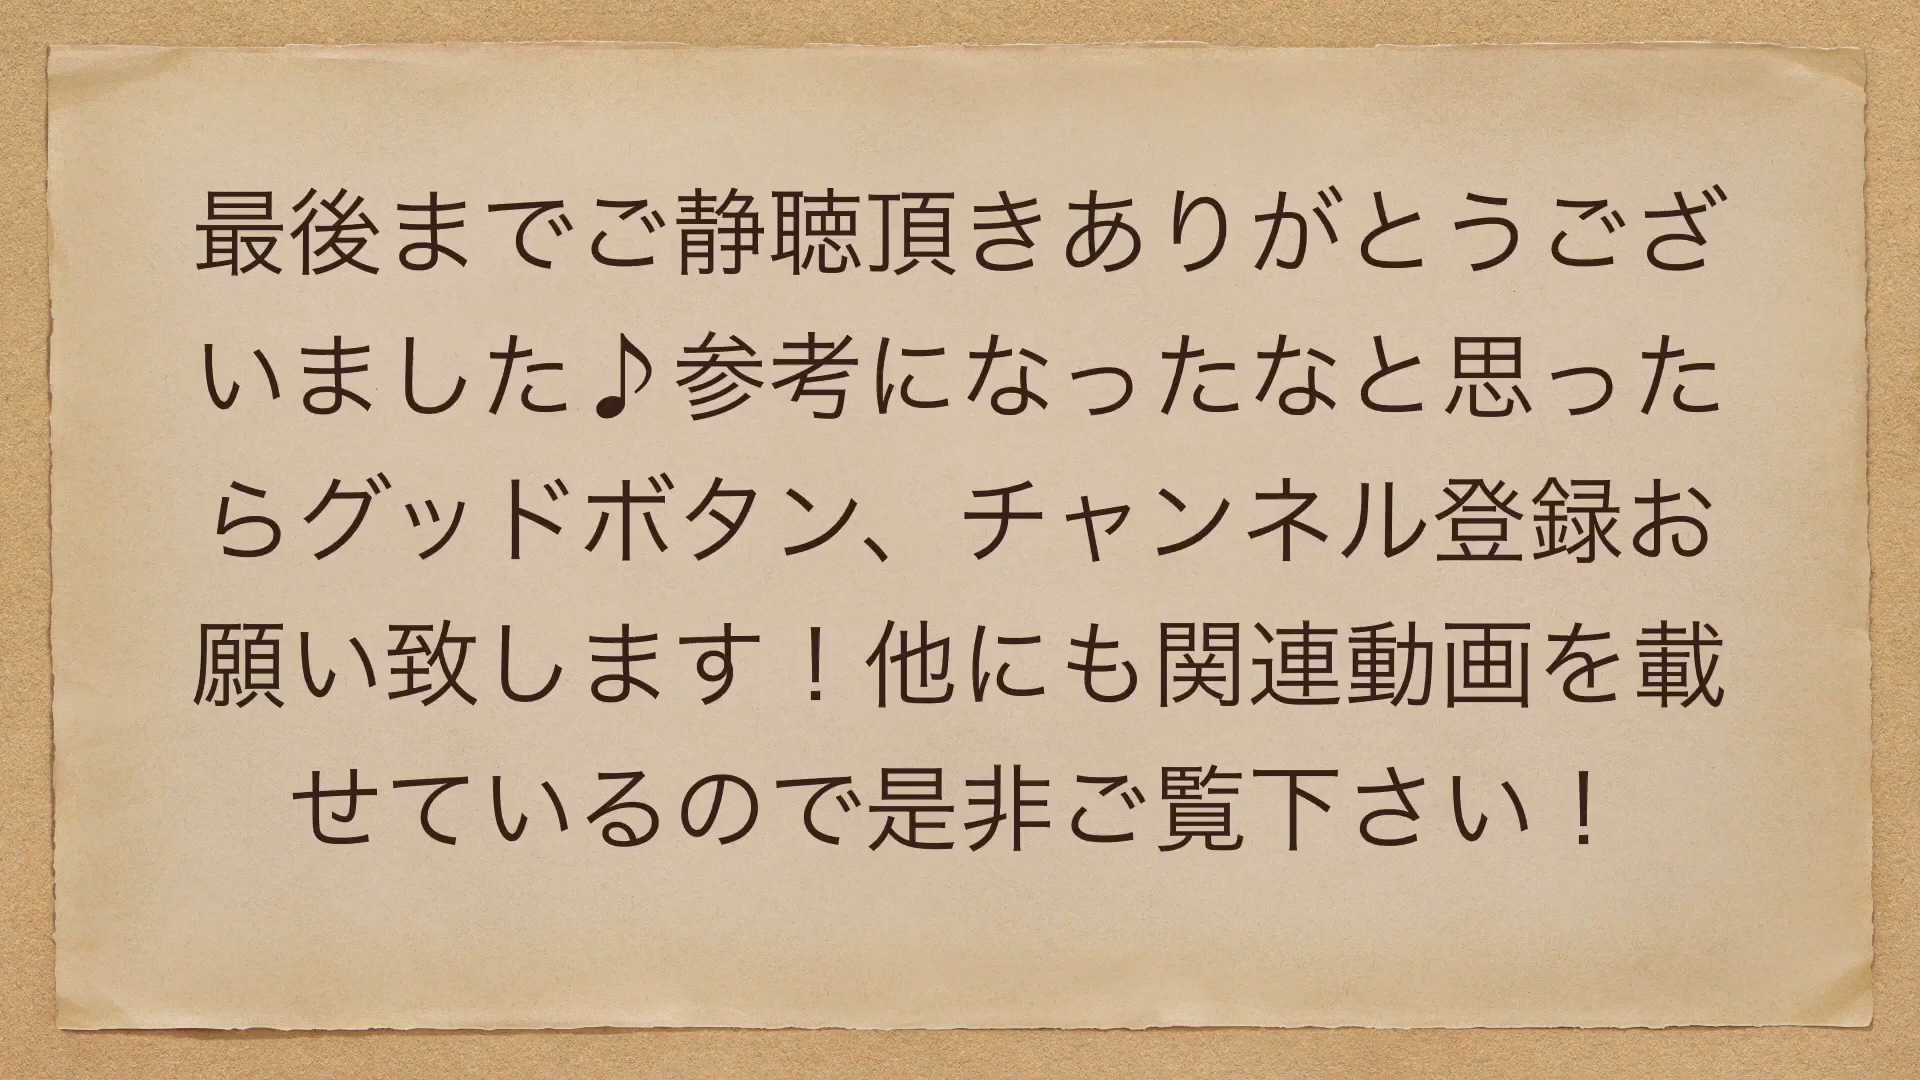 最後までご静聴頂きありがとうござ
いました♪参考になったなと思った
らグッドボタン、チャンネル登録お
願い致します！他にも関連動画を載
せているので是非ご覧下さい！